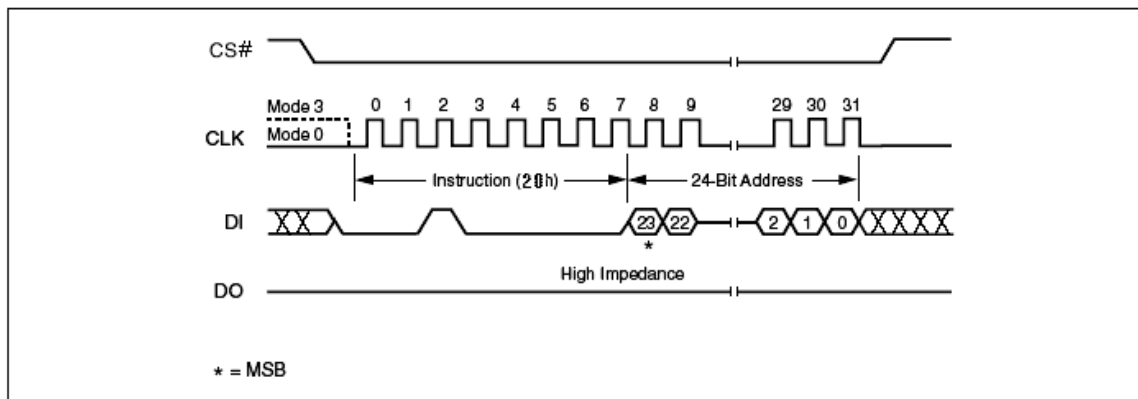 CS#
Mode 3
0 1 2 3 4 5 6 7 8 9 29 30 31
CLK
Mode 0
Instruction (20h)
24-Bit Address
DI
23 22 2 1 0
*
High Impedance
DO
* = MSB